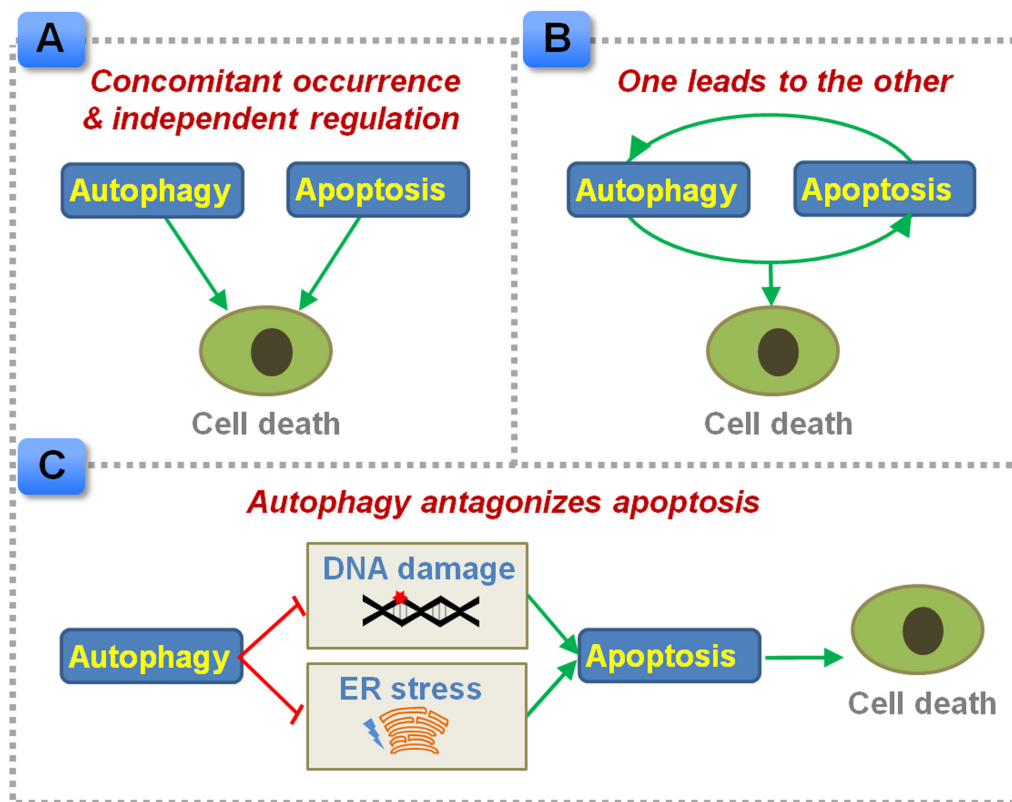 A
Concomitant occurrence
& independent regulation
Autophagy
Apoptosis
Cell death
B
One leads to the other
Autophagy
Apoptosis
Cell death
C
Autophagy antagonizes apoptosis
Autophagy
DNA damage
ER stress
Apoptosis
Cell death